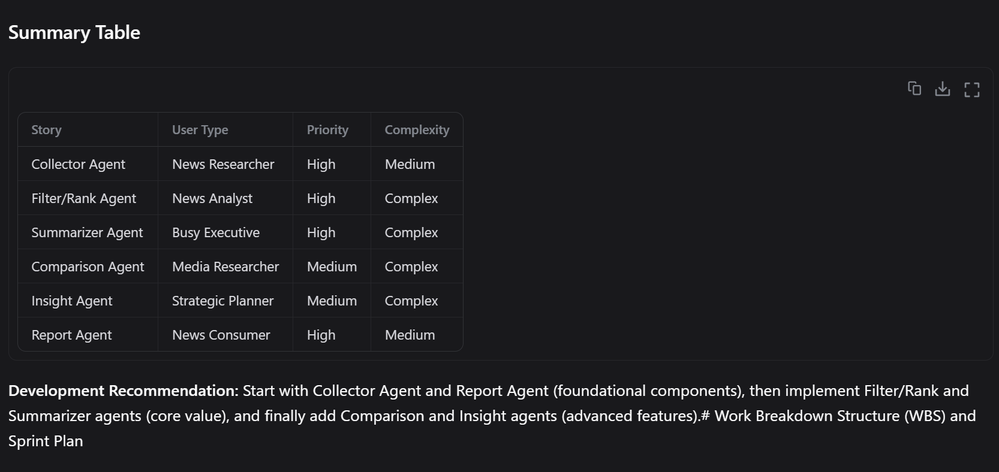 Summary Table
Story User Type Priority Complexity
Collector Agent News Researcher High Medium
Filter/Rank Agent News Analyst High Complex
Summarizer Agent Busy Executive High Complex
Comparison Agent Media Researcher Medium Complex
Insight Agent Strategic Planner Medium Complex
Report Agent News Consumer High Medium
Development Recommendation: Start with Collector Agent and Report Agent (foundational components), then implement Filter/Rank and
Summarizer agents (core value), and finally add Comparison and Insight agents (advanced features).# Work Breakdown Structure (WBS) and
Sprint Plan